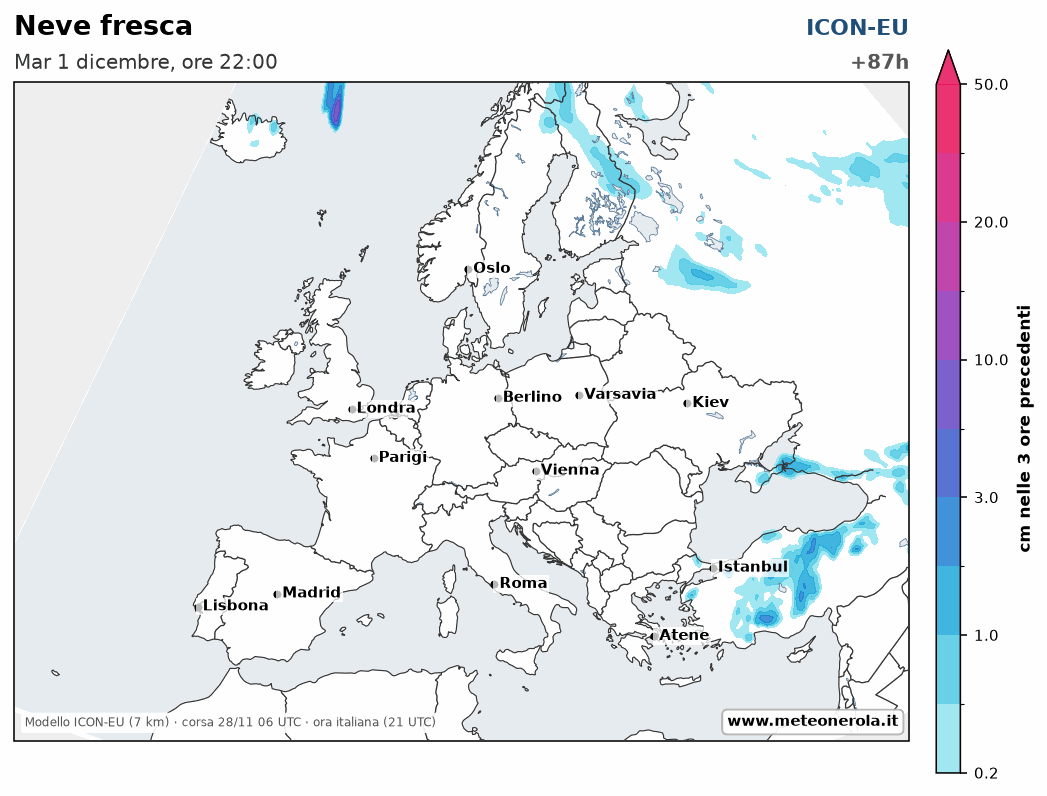 Neve fresca
ICON-EU
Mar 1 dicembre, ore 22:00
+87h
50.0
20.0
10.0
3.0
1.0
0.2
cm nelle 3 ore precedenti
Oslo
Berlino
Varsavia
Kiev
Londra
Parigi
Vienna
Istanbul
Roma
Madrid
Lisbona
Atene
Modello ICON-EU (7 km) · corsa 28/11 06 UTC · ora italiana (21 UTC)
www.meteonerola.it